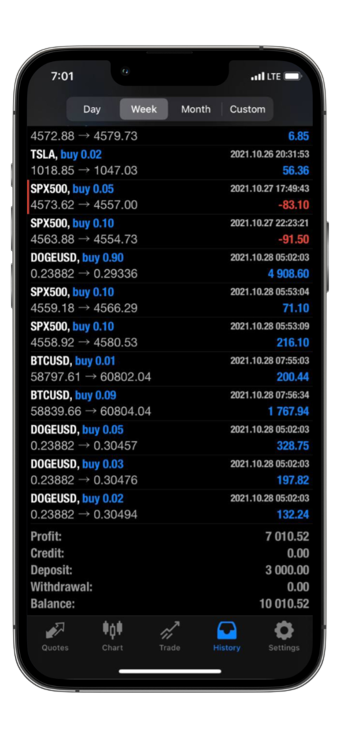 7:01
LTE
Day Week Month Custom
4572.88 → 4579.73 6.85
TSLA, buy 0.02 2021.10.26 20:31:53
1018.85 → 1047.03 56.36
SPX500, buy 0.05 2021.10.27 17:49:43
4573.62 → 4557.00 -83.10
SPX500, buy 0.10 2021.10.27 22:23:21
4563.88 → 4554.73 -91.50
DOGEUSD, buy 0.90 2021.10.28 05:02:03
0.23882 → 0.29336 4 908.60
SPX500, buy 0.10 2021.10.28 05:53:04
4559.18 → 4566.29 71.10
SPX500, buy 0.10 2021.10.28 05:53:09
4558.92 → 4580.53 216.10
BTCUSD, buy 0.01 2021.10.28 07:55:03
58797.61 → 60802.04 200.44
BTCUSD, buy 0.09 2021.10.28 07:56:34
58839.66 → 60804.04 1 767.94
DOGEUSD, buy 0.05 2021.10.28 05:02:03
0.23882 → 0.30457 328.75
DOGEUSD, buy 0.03 2021.10.28 05:02:03
0.23882 → 0.30476 197.82
DOGEUSD, buy 0.02 2021.10.28 05:02:03
0.23882 → 0.30494 132.24
Profit: 7 010.52
Credit: 0.00
Deposit: 3 000.00
Withdrawal: 0.00
Balance: 10 010.52
Quotes Chart Trade History Settings